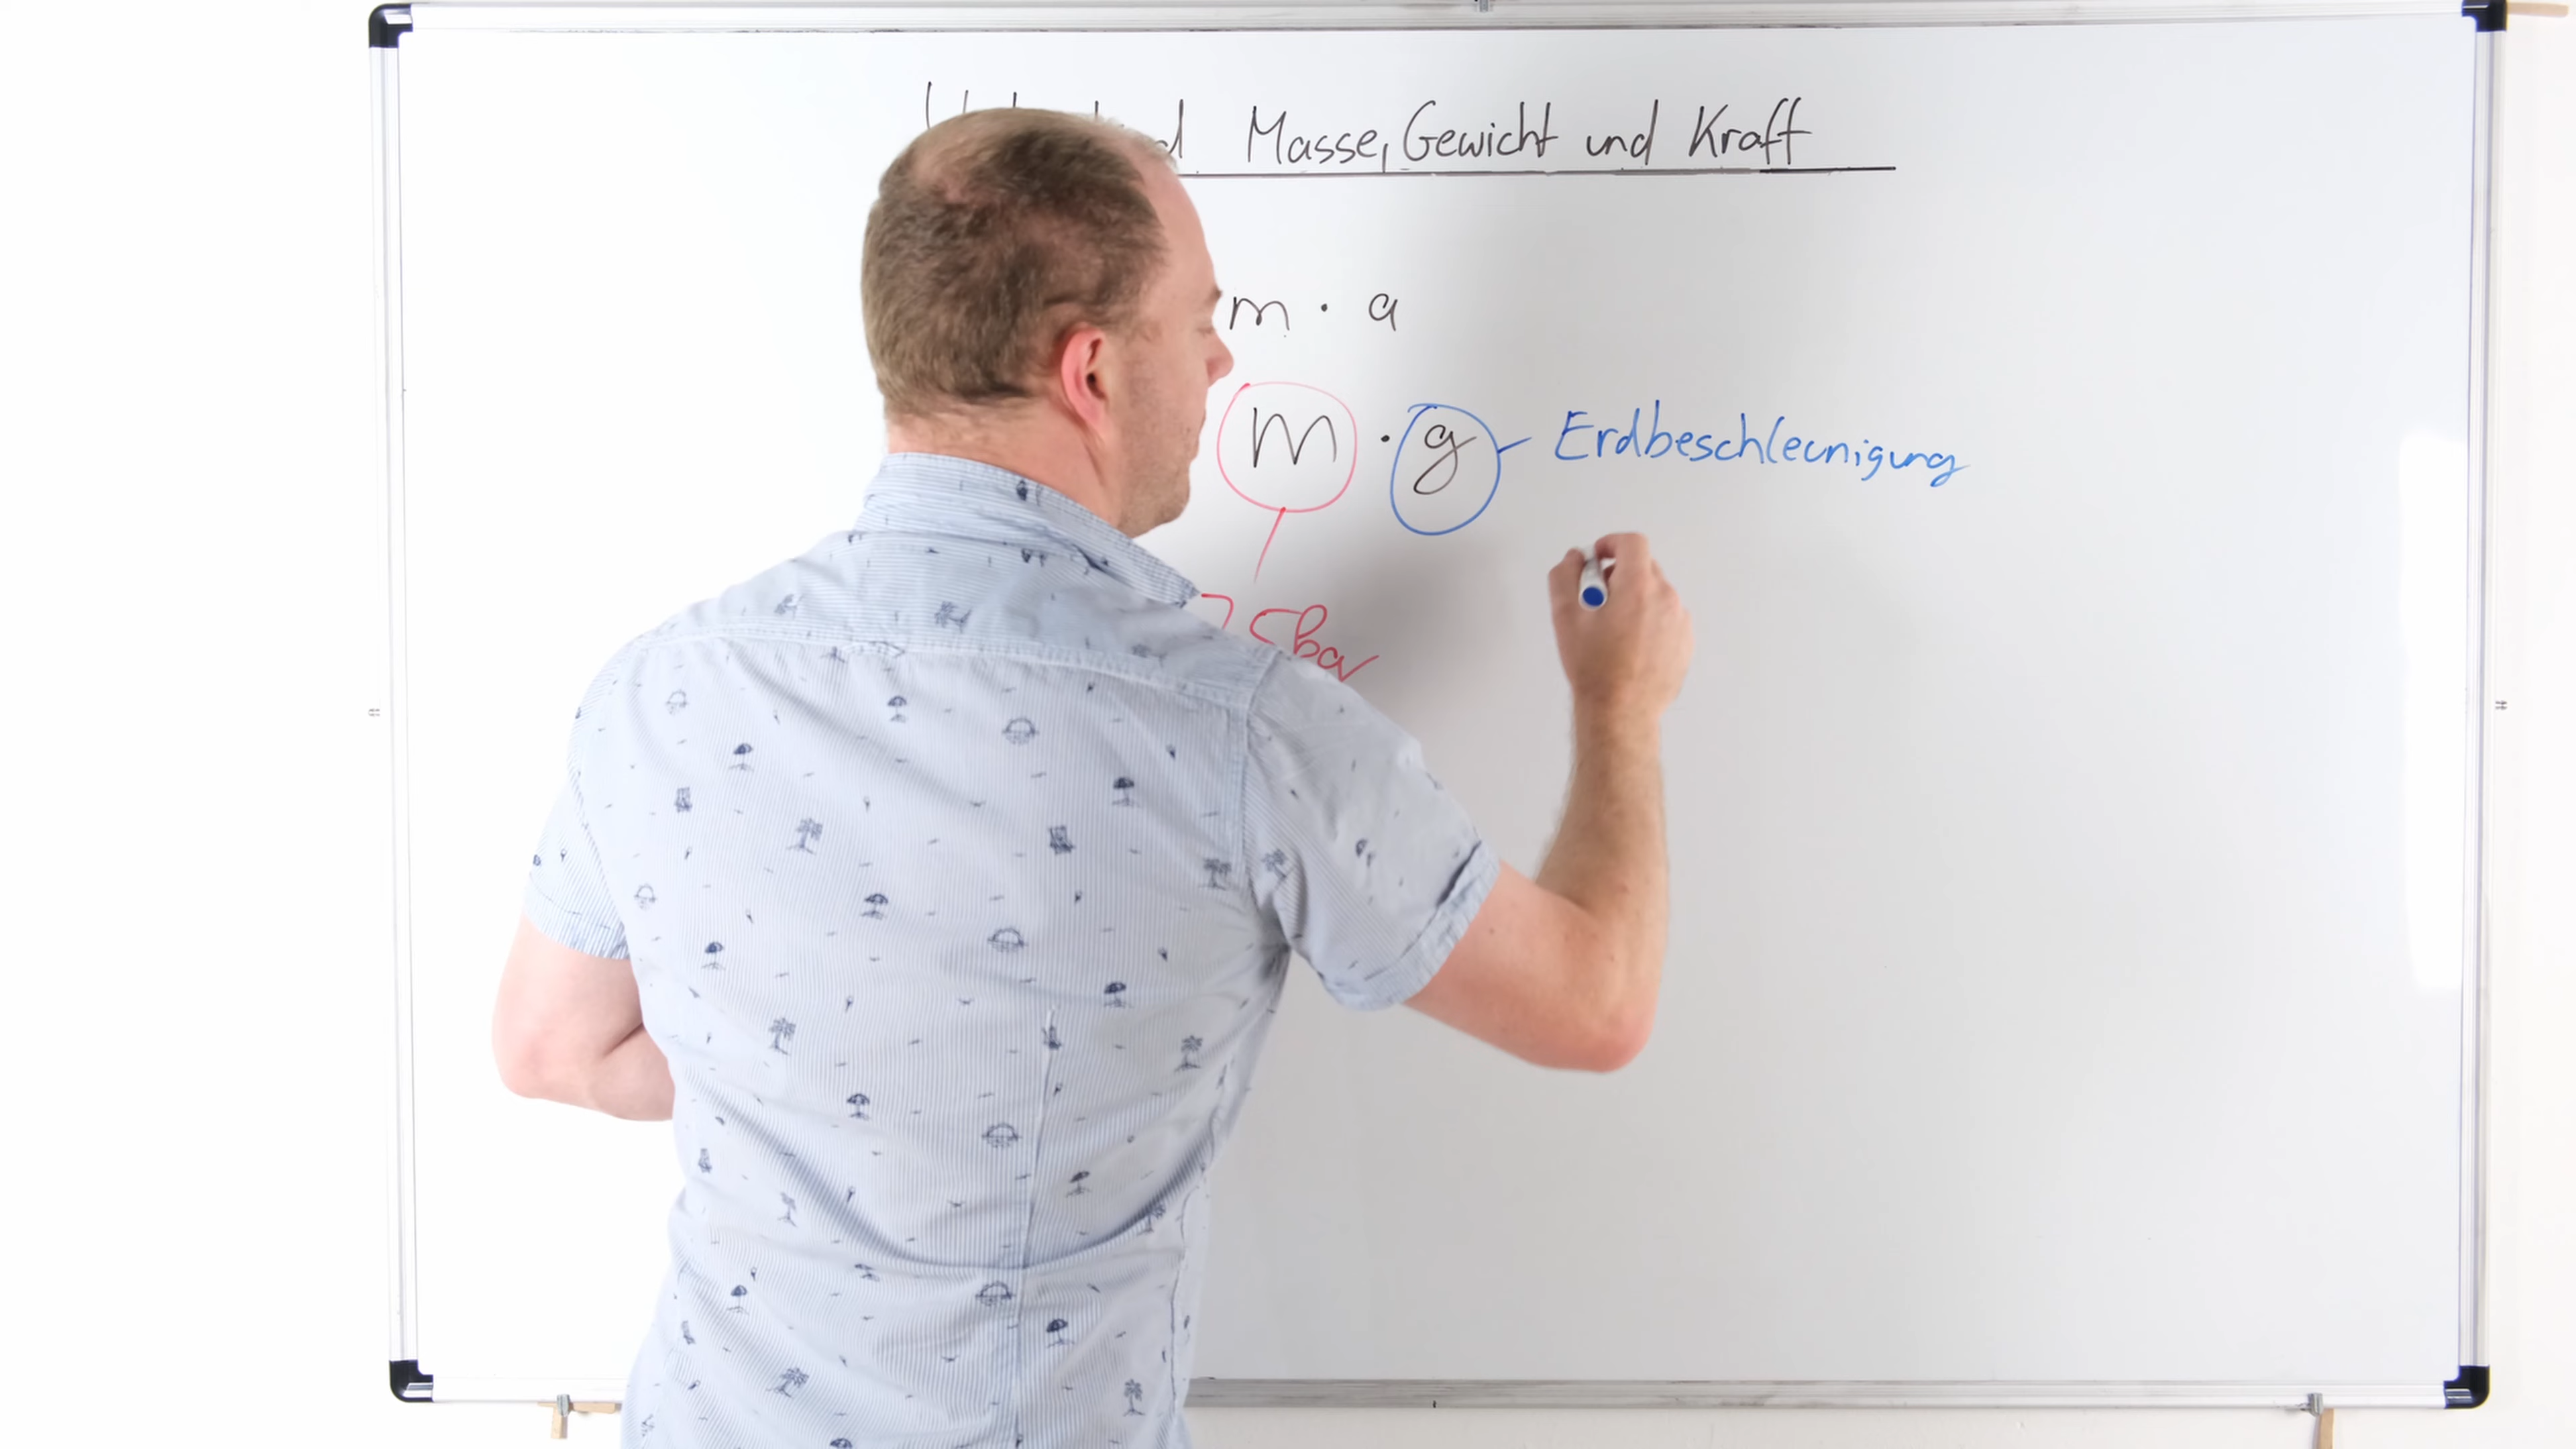 Masse, Gewicht und Kraft
m · a
m · g Erdbeschleunigung